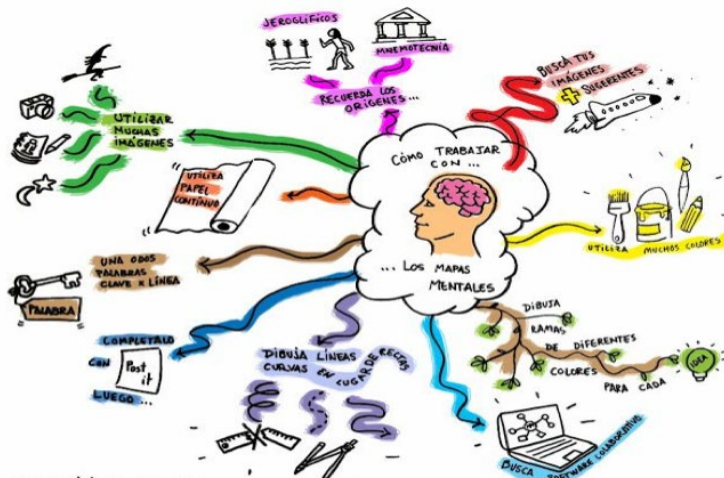 CÓMO TRABAJAR
CON ...
... LOS MAPAS
MENTALES
JEROGLÍFICOS
MNEMOTECNIA
RECUERDA LOS
ORÍGENES...
BUSCA TUS
IMÁGENES
+ SUGERENTES
UTILIZA MUCHOS COLORES
DIBUJA
RAMAS
DE DIFERENTES
COLORES PARA CADA
IDEA
BUSCA SOFTWARE COLABORATIVO
DIBUJA LÍNEAS
CURVAS EN LUGAR DE RECTAS
COMPLETALO
CON Post it
LUEGO ...
UNA O DOS
PALABRAS
CLAVE X LÍNEA
PALABRA
UTILIZA
PAPEL
CONTÍNUO
UTILIZAR
MUCHAS
IMÁGENES